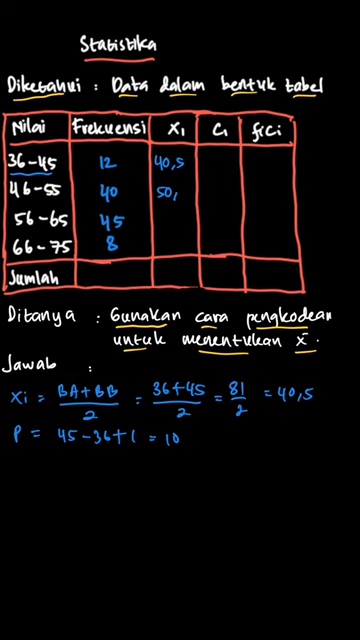 Statistika
Diketahui : Data dalam bentuk tabel
Nilai Frekuensi Xi Ci fici
36-45 12 40,5
46-55 40 50,
56-65 45
66-75 8
Jumlah
Ditanya : Gunakan cara pengkodean
untuk menentukan x̄.
Jawab :
Xi = BA+BB/2 = 36+45/2 = 81/2 = 40,5
P = 45-36+1 = 10